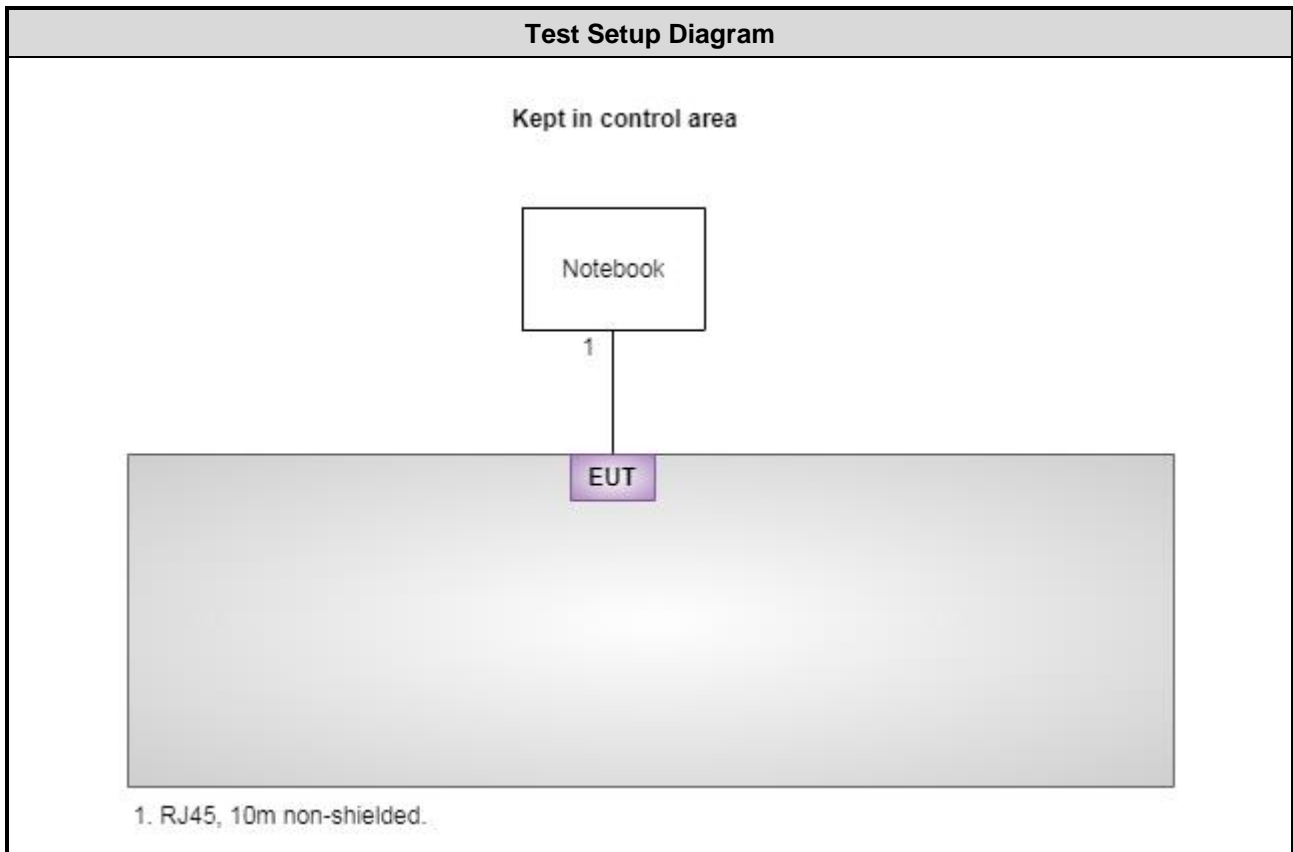 Test Setup Diagram
Kept in control area
Notebook
1
EUT
1. RJ45, 10m non-shielded.